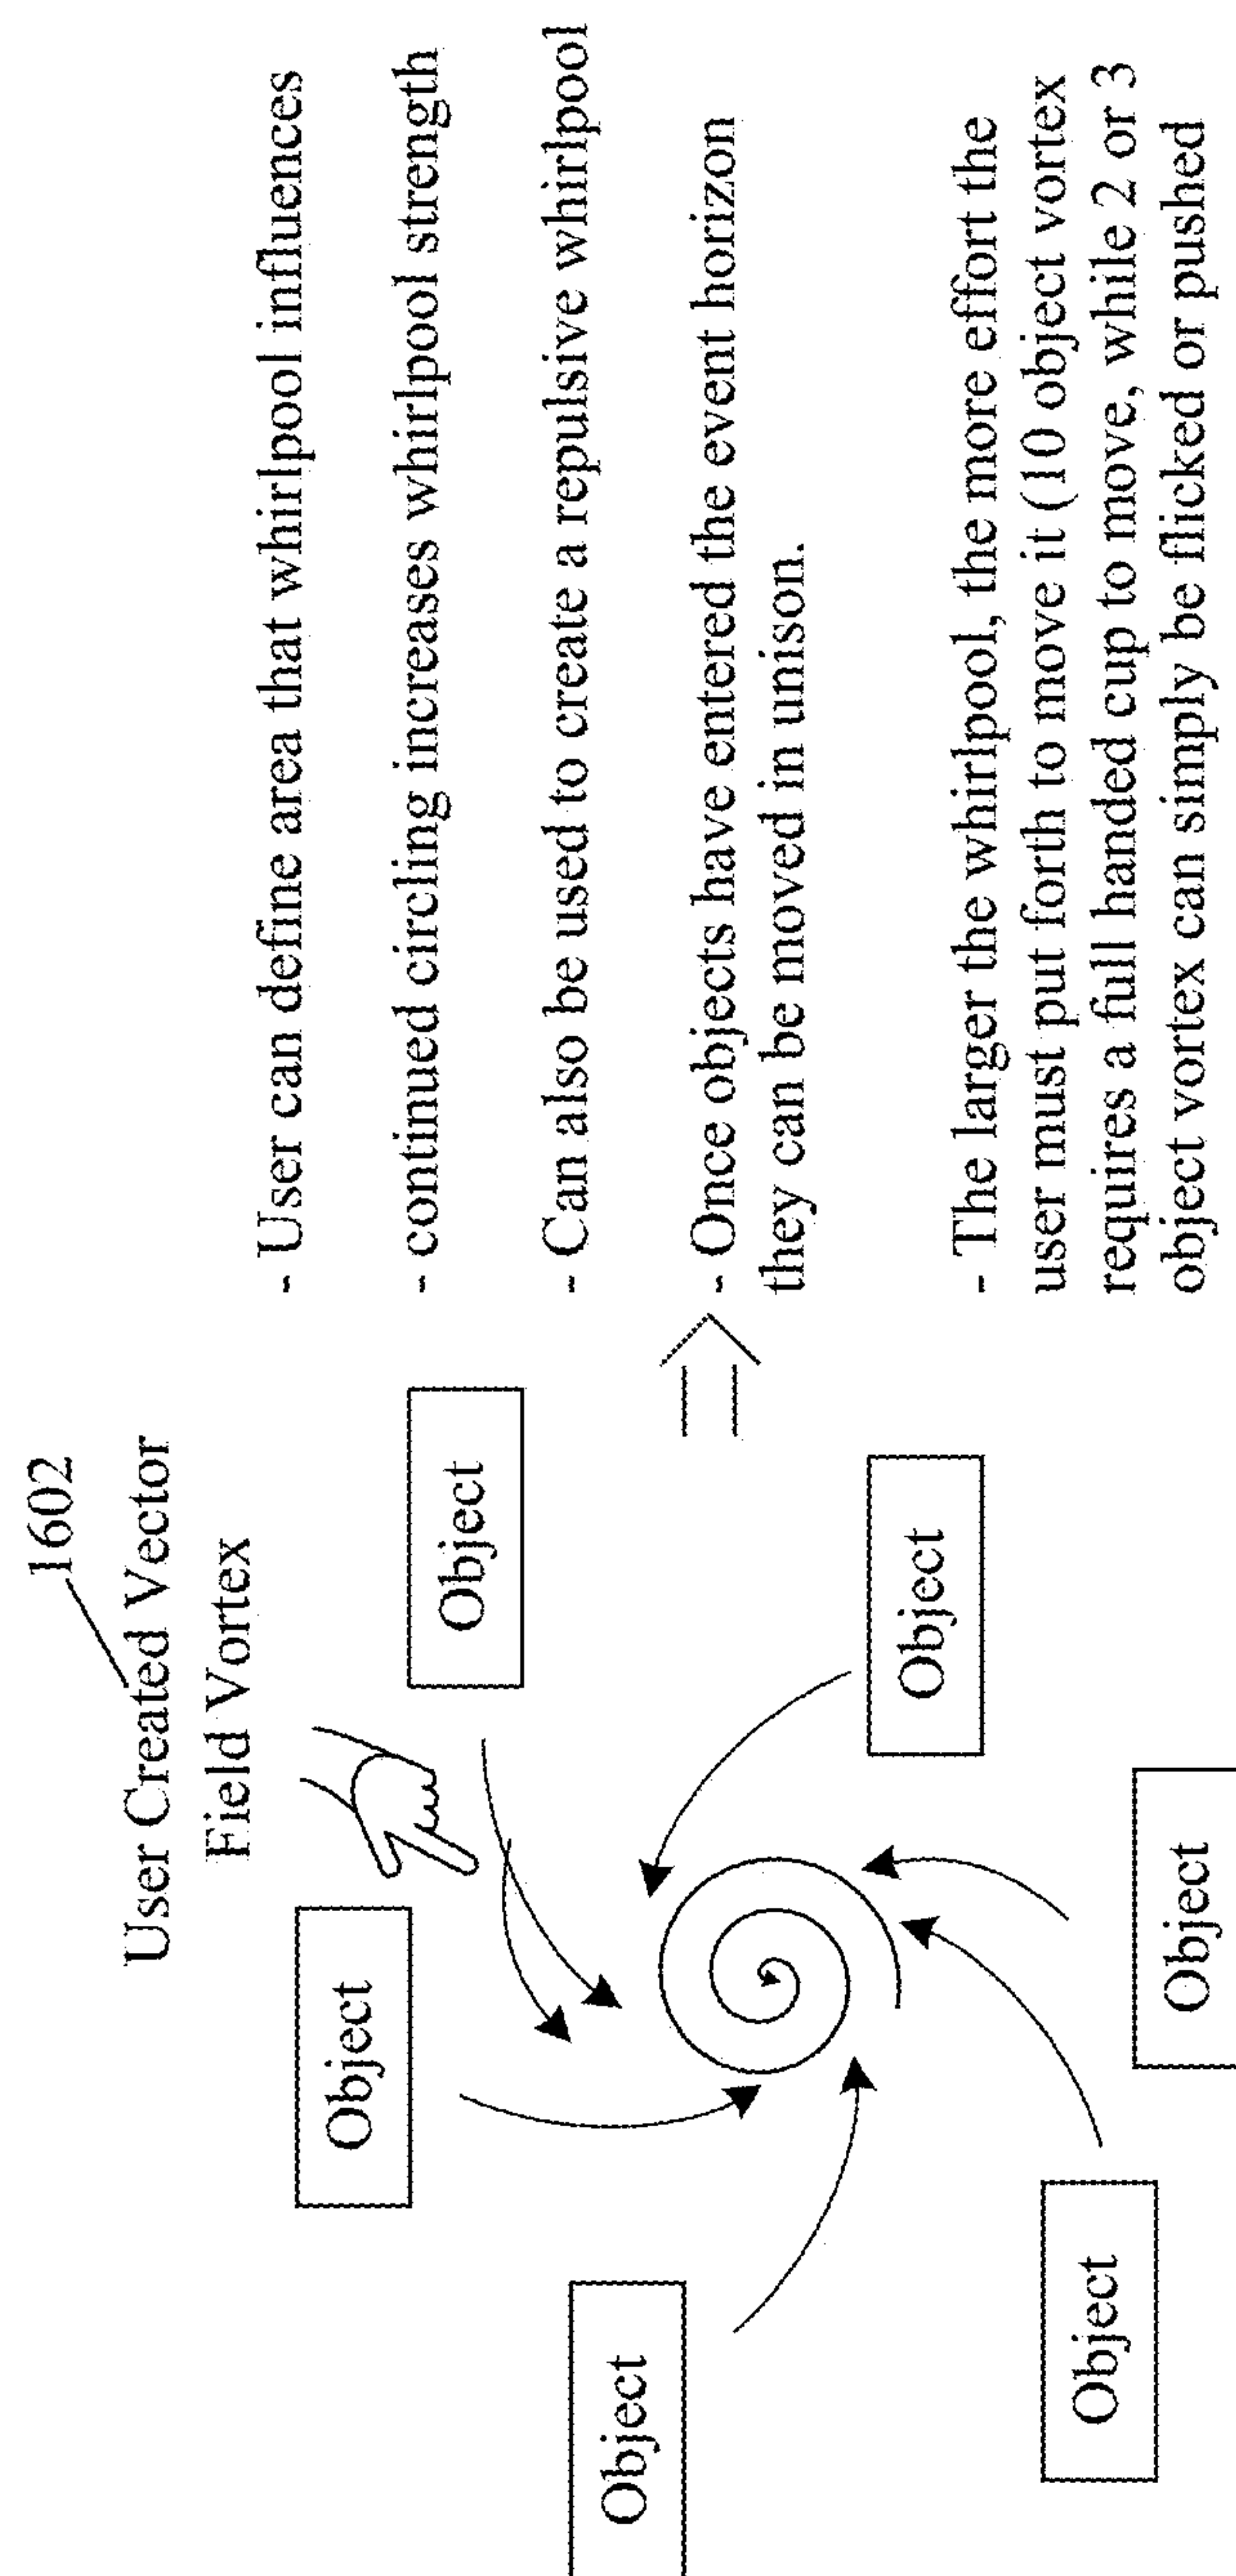 1602
User Created Vector
Field Vortex
Object
Object
Object
Object
Object
Object
- User can define area that whirlpool influences
- continued circling increases whirlpool strength
- Can also be used to create a repulsive whirlpool
- Once objects have entered the event horizon
they can be moved in unison.
- The larger the whirlpool, the more effort the
user must put forth to move it (10 object vortex
requires a full handed cup to move, while 2 or 3
object vortex can simply be flicked or pushed